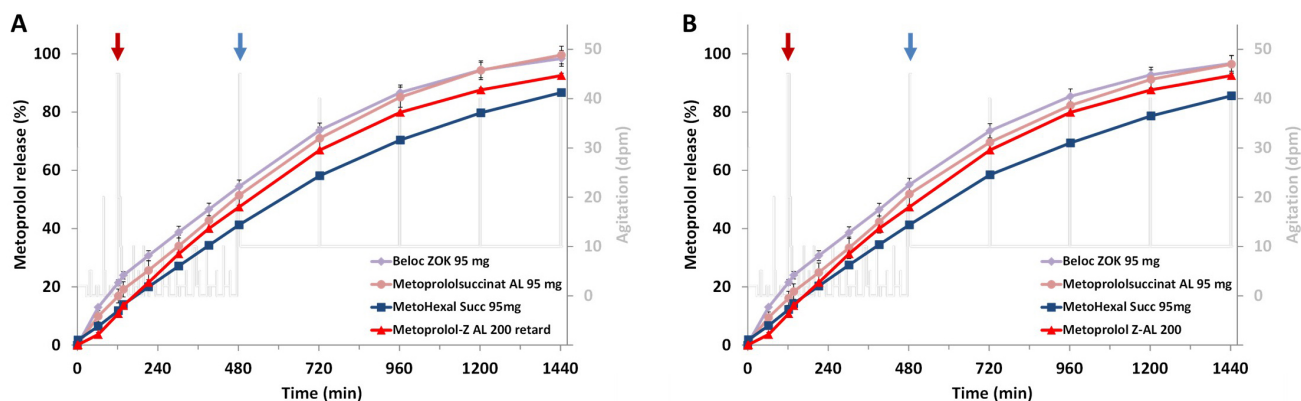 A
Metoprolol release (%)
100
80
60
40
20
0
0 240 480 720 960 1200 1440
Time (min)
50
40
30
20
10
0
Agitation (dpm)
Beloc ZOK 95 mg
Metoprololsuccinat AL 95 mg
MetoHexal Succ 95mg
Metoprolol-Z AL 200 retard
B
Metoprolol release (%)
100
80
60
40
20
0
0 240 480 720 960 1200 1440
Time (min)
50
40
30
20
10
0
Agitation (dpm)
Beloc ZOK 95 mg
Metoprololsuccinat AL 95 mg
MetoHexal Succ 95mg
Metoprolol Z-AL 200